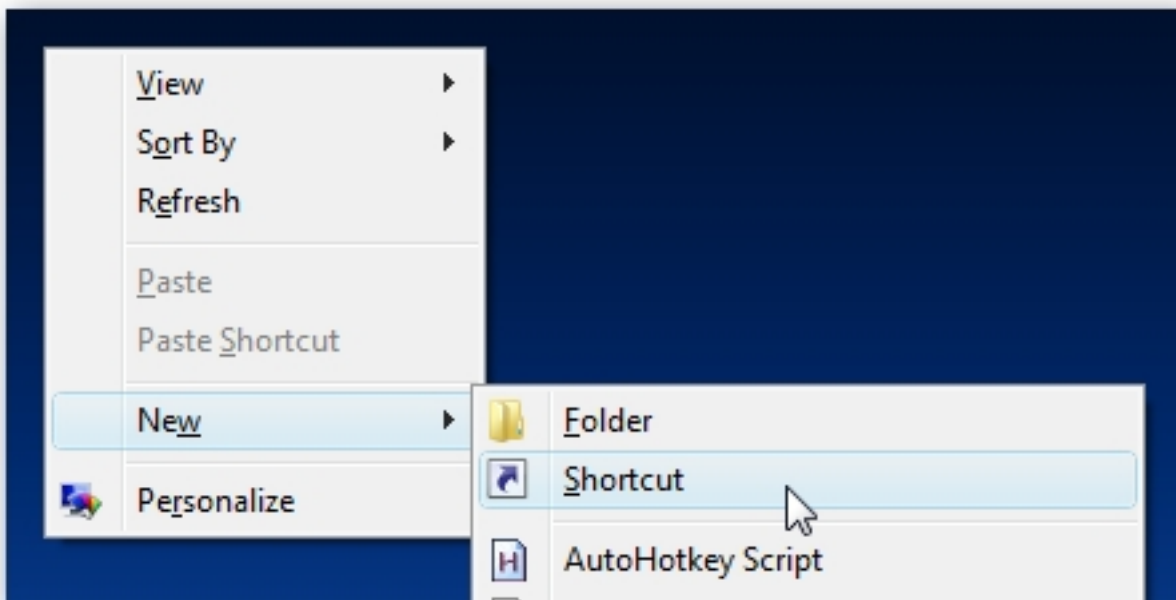 View
Sort By
Refresh
Paste
Paste Shortcut
New
Personalize
Folder
Shortcut
AutoHotkey Script